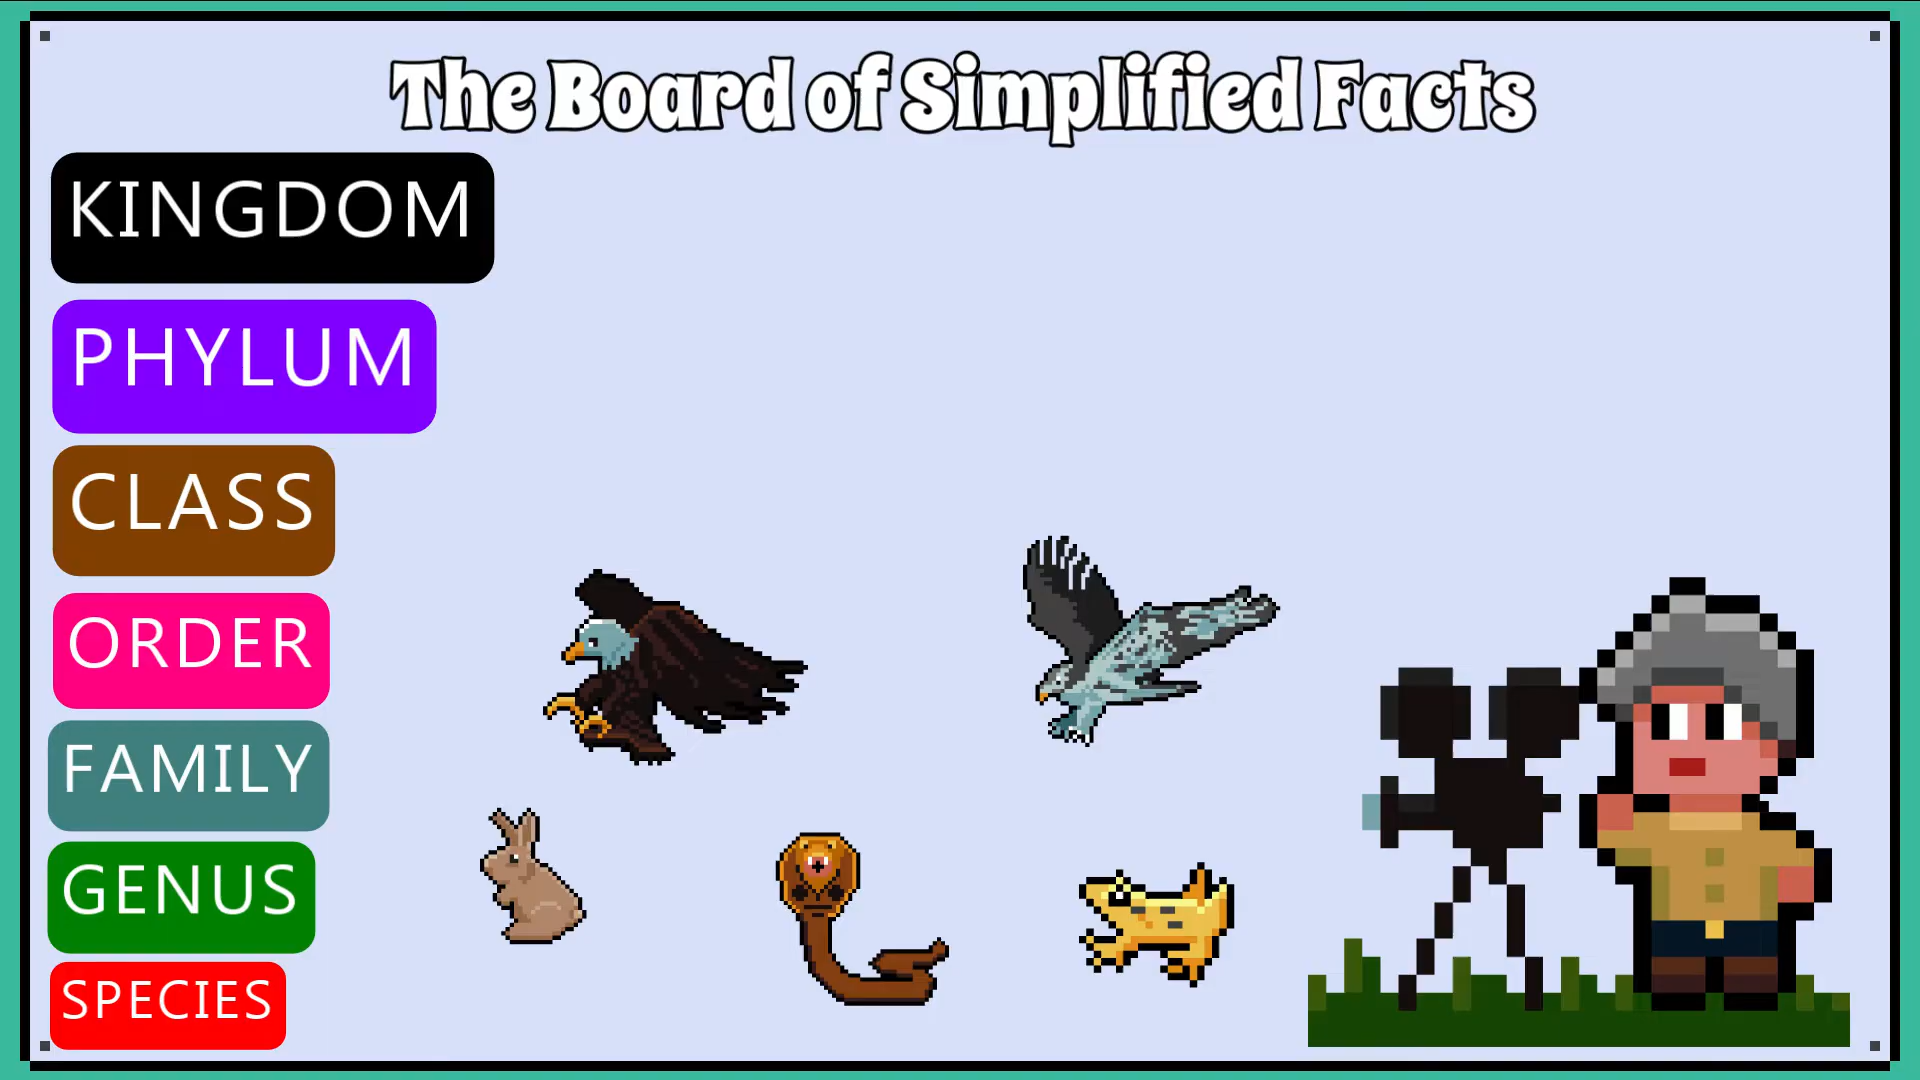 The Board of Simplified Facts
KINGDOM
PHYLUM
CLASS
ORDER
FAMILY
GENUS
SPECIES